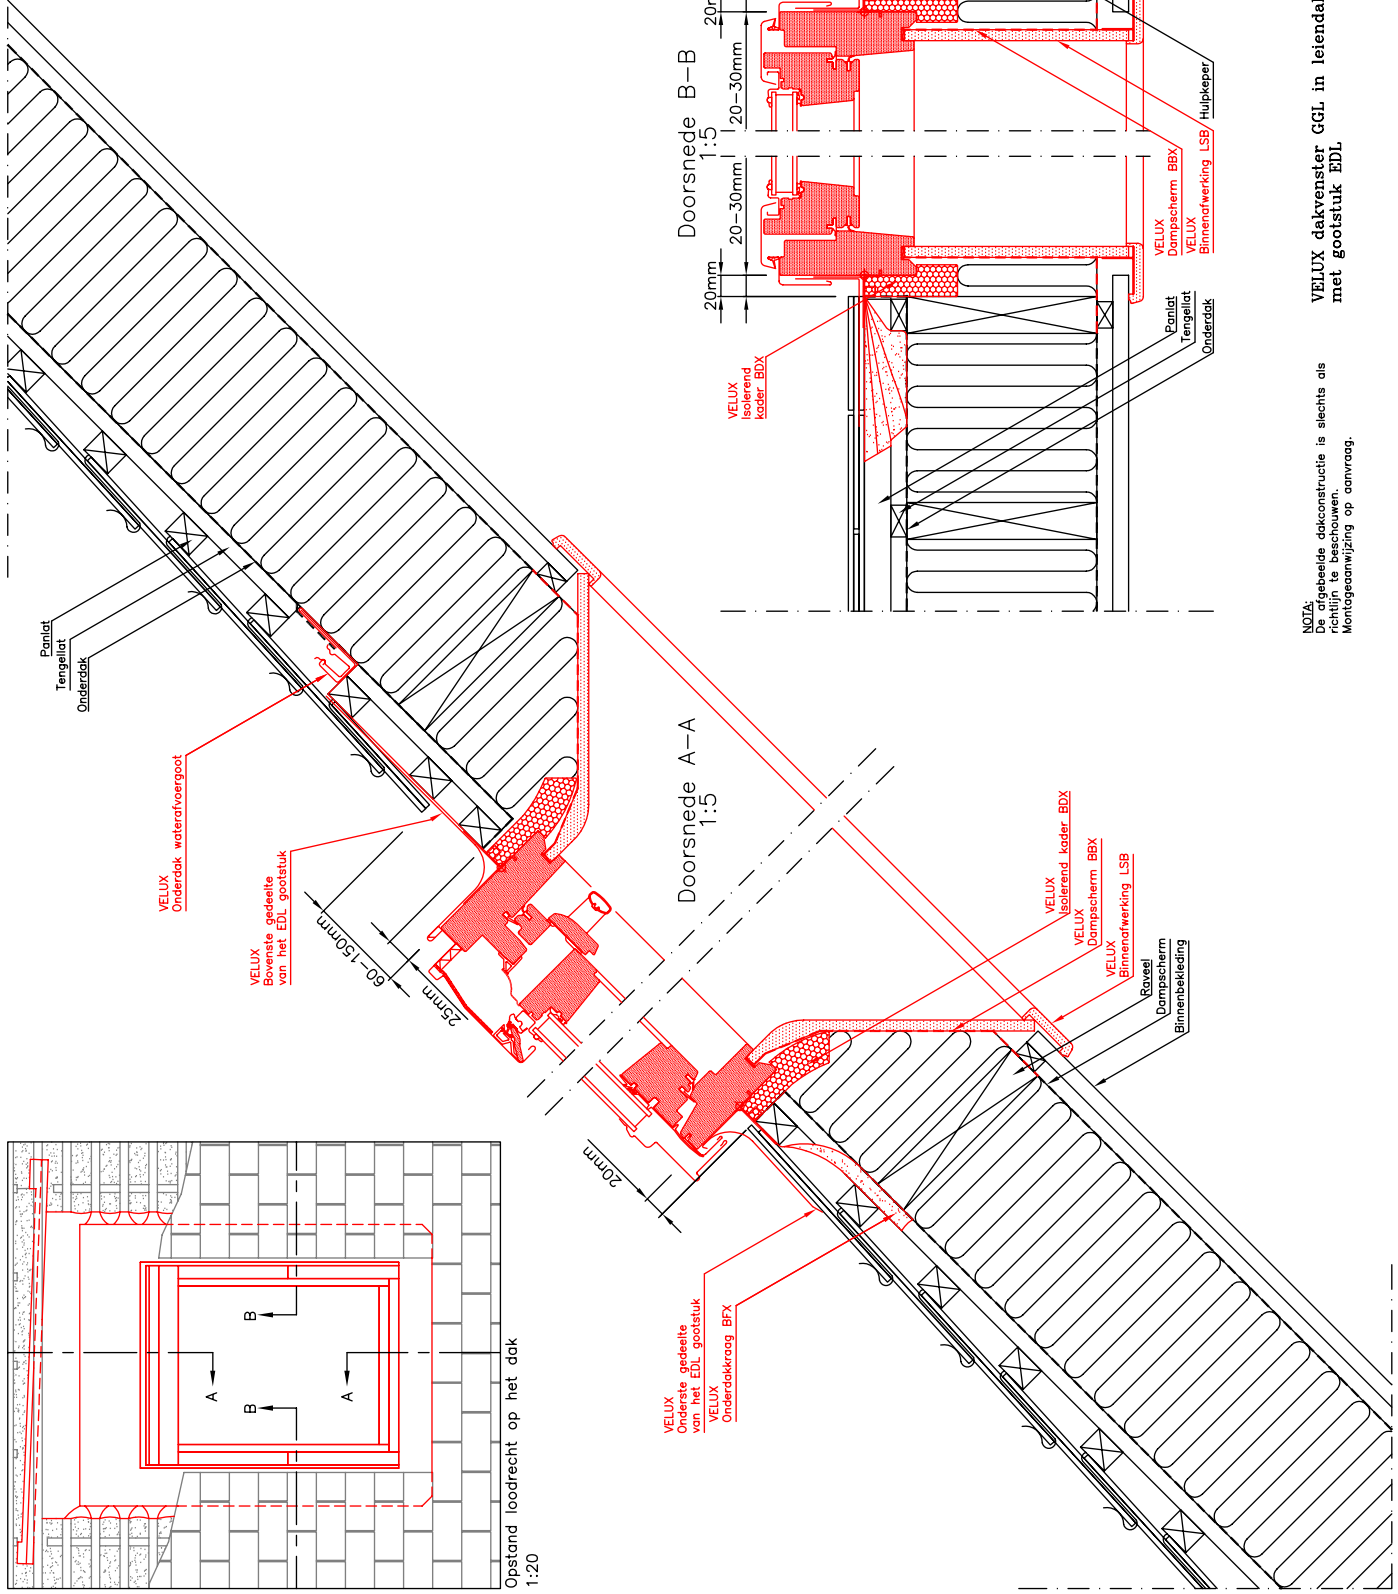 Opstand loodrecht op het dak
1:20
A
A
B
B
Panlat
Tengellat
Onderdak
VELUX
Onderdak waterafvoergoot
VELUX
Bovenste gedeelte
van het EDL gootstuk
60-150mm
25mm
20mm
Doorsnede A-A
1:5
VELUX
Onderste gedeelte
van het EDL gootstuk
VELUX
Onderdakkraag BFX
VELUX
Isolerend kader BDX
VELUX
Dampscherm BBX
VELUX
Binnenafwerking LSB
Raveel
Dampscherm
Binnenbekleding
Doorsnede B-B
1:5
20mm
20-30mm
20-30mm
VELUX
Isolerend
kader BDX
VELUX
Dampscherm BBX
VELUX
Binnenafwerking LSB
Hulpkeper
Panlat
Tengellat
Onderdak
NOTA:
De afgebeelde dakconstructie is slechts als
richtlijn te beschouwen.
Montageaanwijzing op aanvraag.
VELUX dakvenster GGL in
met gootstuk EDL